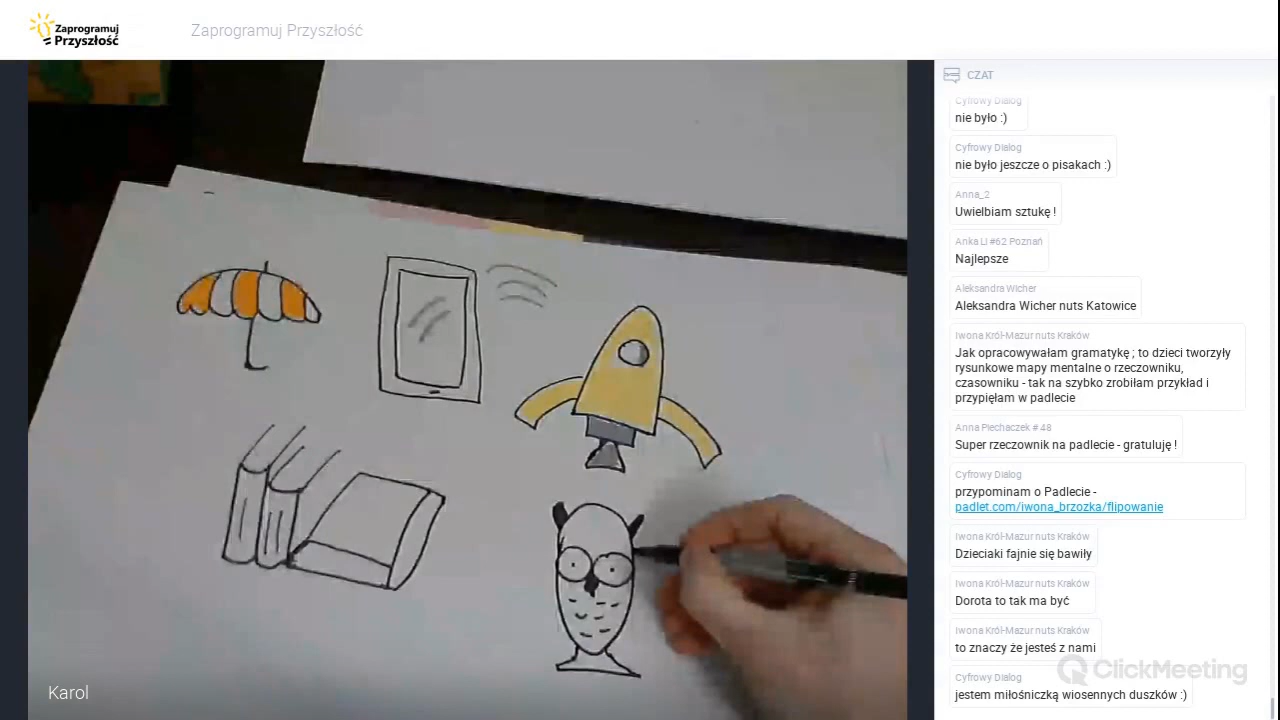 Zaprogramuj
Przyszłość
Zaprogramuj Przyszłość
CZAT
Cyfrowy Dialog
nie było :)
Cyfrowy Dialog
nie było jeszcze o pisakach :)
Anna_2
Uwielbiam sztukę !
Anka LI #62 Poznań
Najlepsze
Aleksandra Wicher
Aleksandra Wicher nuts Katowice
Iwona Król-Mazur nuts Kraków
Jak opracowywałam gramatykę ; to dzieci tworzyły
rysunkowe mapy mentalne o rzeczowniku,
czasowniku - tak na szybko zrobiłam przykład i
przypięłam w padlecie
Anna Piechaczek # 48
Super rzeczownik na padlecie - gratuluję !
Cyfrowy Dialog
przypominam o Padlecie -
padlet.com/iwona_brzozka/flipowanie
Iwona Król-Mazur nuts Kraków
Dzieciaki fajnie się bawiły
Iwona Król-Mazur nuts Kraków
Dorota to tak ma być
Iwona Król-Mazur nuts Kraków
to znaczy że jesteś z nami
ClickMeeting
Cyfrowy Dialog
jestem miłośniczką wiosennych duszków :)
Karol